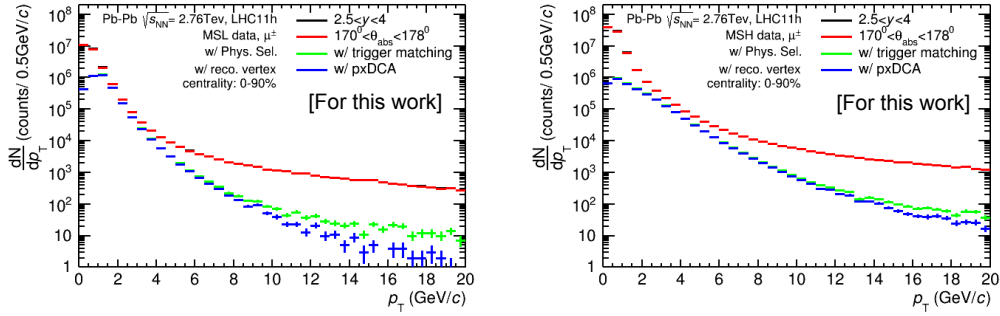 Pb-Pb √s_NN = 2.76Tev, LHC11h
MSL data, μ±
w/ Phys. Sel.
w/ reco. vertex
centrality: 0-90%
2.5<y<4
170⁰<θ_abs<178⁰
w/ trigger matching
w/ pxDCA
[For this work]
dN/dp_T (counts/ 0.5GeV/c)
10⁸
10⁷
10⁶
10⁵
10⁴
10³
10²
10
1
0 2 4 6 8 10 12 14 16 18 20
p_T (GeV/c)
Pb-Pb √s_NN = 2.76Tev, LHC11h
MSH data, μ±
w/ Phys. Sel.
w/ reco. vertex
centrality: 0-90%
2.5<y<4
170⁰<θ_abs<178⁰
w/ trigger matching
w/ pxDCA
[For this work]
dN/dp_T (counts/ 0.5GeV/c)
10⁸
10⁷
10⁶
10⁵
10⁴
10³
10²
10
1
0 2 4 6 8 10 12 14 16 18 20
p_T (GeV/c)